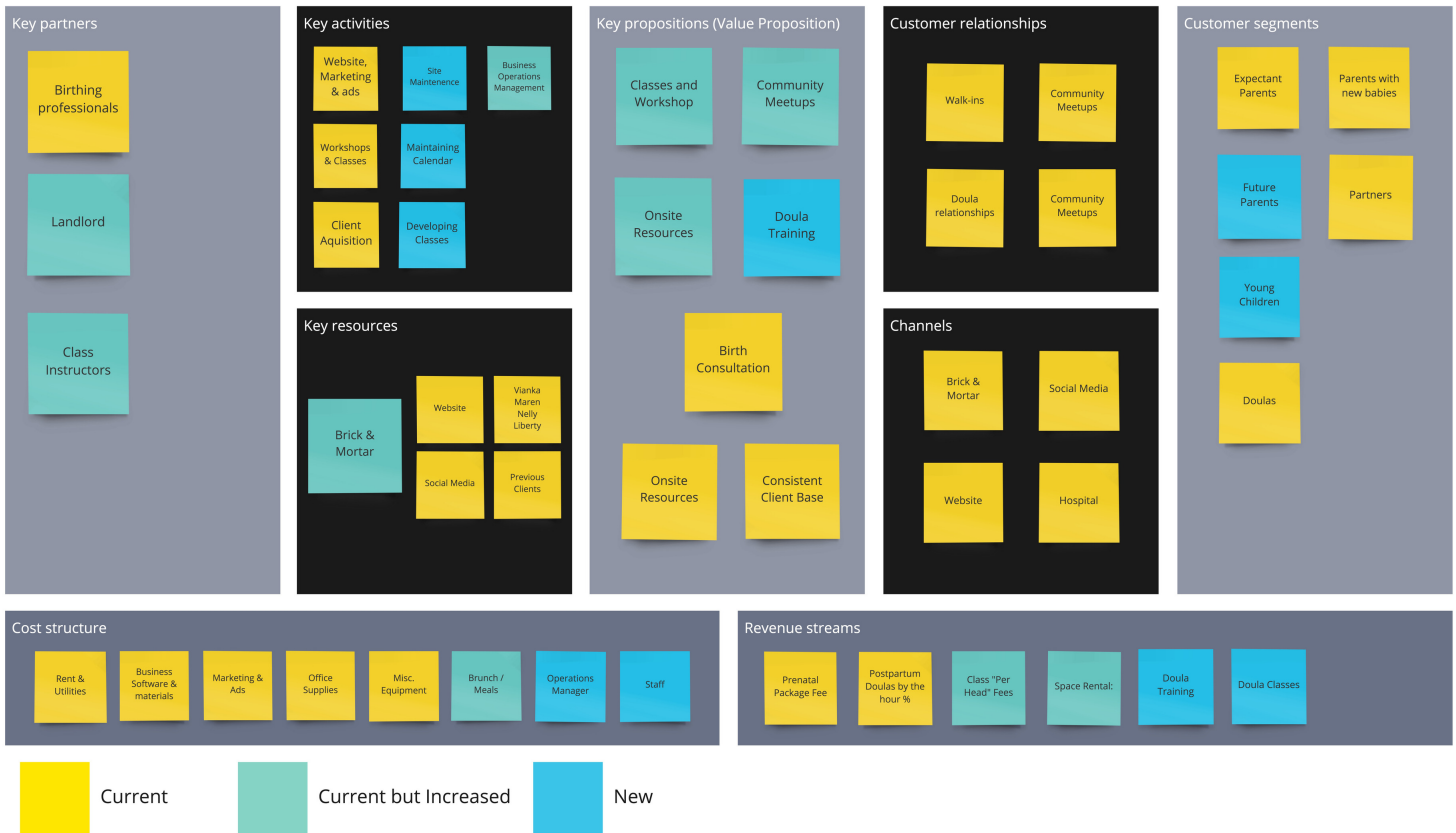 Key partners
Birthing
professionals
Landlord
Class
Instructors
Key activities
Website,
Marketing
& ads
Site
Maintenence
Business
Operations
Management
Workshops
& Classes
Maintaining
Calendar
Client
Aquisition
Developing
Classes
Key resources
Brick &
Mortar
Website
Vianka
Maren
Nelly
Liberty
Social Media
Previous
Clients
Key propositions (Value Proposition)
Classes and
Workshop
Community
Meetups
Onsite
Resources
Doula
Training
Birth
Consultation
Onsite
Resources
Consistent
Client Base
Customer relationships
Walk-ins
Community
Meetups
Doula
relationships
Community
Meetups
Channels
Brick &
Mortar
Social Media
Website
Hospital
Customer segments
Expectant
Parents
Parents with
new babies
Future
Parents
Partners
Young
Children
Doulas
Cost structure
Rent &
Utilities
Business
Software &
materials
Marketing &
Ads
Office
Supplies
Misc.
Equipment
Brunch /
Meals
Operations
Manager
Staff
Revenue streams
Prenatal
Package Fee
Postpartum
Doulas by the
hour %
Class "Per
Head" Fees
Space Rental:
Doula
Training
Doula Classes
Current
Current but Increased
New